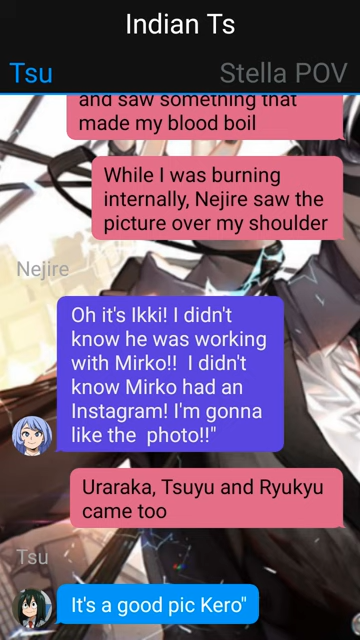 Indian Ts
Tsu
Stella POV
and saw something that
made my blood boil
While I was burning
internally, Nejire saw the
picture over my shoulder
Nejire
Oh it's Ikki! I didn't
know he was working
with Mirko!!  I didn't
know Mirko had an
Instagram! I'm gonna
like the  photo!!"
Uraraka, Tsuyu and Ryukyu
came too
Tsu
It's a good pic Kero"